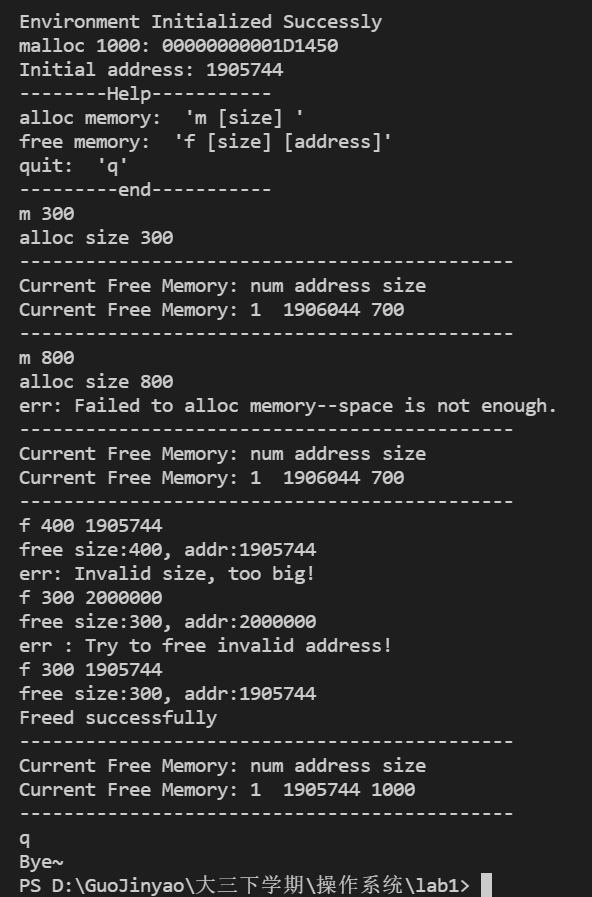 Environment Initialized Successly
malloc 1000: 00000000001D1450
Initial address: 1905744
--------Help-----------
alloc memory:  'm [size] '
free memory:  'f [size] [address]'
quit:  'q'
---------end-----------
m 300
alloc size 300
---------------------------------------------
Current Free Memory: num address size
Current Free Memory: 1  1906044 700
---------------------------------------------
m 800
alloc size 800
err: Failed to alloc memory--space is not enough.
---------------------------------------------
Current Free Memory: num address size
Current Free Memory: 1  1906044 700
---------------------------------------------
f 400 1905744
free size:400, addr:1905744
err: Invalid size, too big!
f 300 2000000
free size:300, addr:2000000
err : Try to free invalid address!
f 300 1905744
free size:300, addr:1905744
Freed successfully
---------------------------------------------
Current Free Memory: num address size
Current Free Memory: 1  1905744 1000
---------------------------------------------
q
Bye~
PS D:\GuoJinyao\大三下学期\操作系统\lab1>